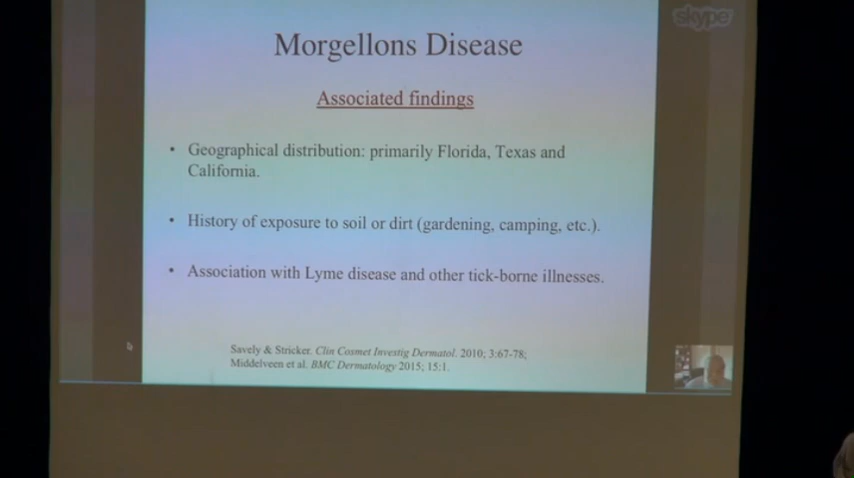 skype
Morgellons Disease
Associated findings
• Geographical distribution: primarily Florida, Texas and
California.
• History of exposure to soil or dirt (gardening, camping, etc.).
• Association with Lyme disease and other tick-borne illnesses.
Savely & Stricker. Clin Cosmet Investig Dermatol. 2010; 3:67-78;
Middelveen et al. BMC Dermatology 2015; 15:1.